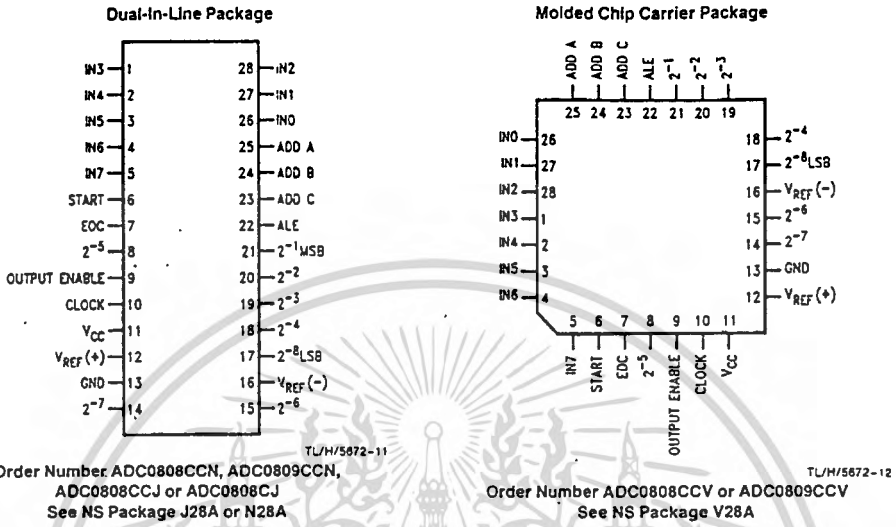 Dual-In-Line Package
IN3 1 28 IN2
IN4 2 27 IN1
IN5 3 26 IN0
IN6 4 25 ADD A
IN7 5 24 ADD B
START 6 23 ADD C
EOC 7 22 ALE
2⁻⁵ 8 21 2⁻¹MSB
OUTPUT ENABLE 9 20 2⁻²
CLOCK 10 19 2⁻³
VCC 11 18 2⁻⁴
VREF(+) 12 17 2⁻⁸LSB
GND 13 16 VREF(−)
2⁻⁷ 14 15 2⁻⁶
TL/H/5672-11
Order Number ADC0808CCN, ADC0809CCN,
ADC0808CCJ or ADC0808CJ
See NS Package J28A or N28A
Molded Chip Carrier Package
ADD A ADD B ADD C ALE 2⁻¹ 2⁻² 2⁻³
25 24 23 22 21 20 19
IN0 26 18 2⁻⁴
IN1 27 17 2⁻⁸LSB
IN2 28 16 VREF(−)
IN3 1 15 2⁻⁶
IN4 2 14 2⁻⁷
IN5 3 13 GND
IN6 4 12 VREF(+)
5 6 7 8 9 10 11
IN7 START EOC 2⁻⁵ OUTPUT ENABLE CLOCK VCC
TL/H/5672-12
Order Number ADC0808CCV or ADC0809CCV
See NS Package V28A